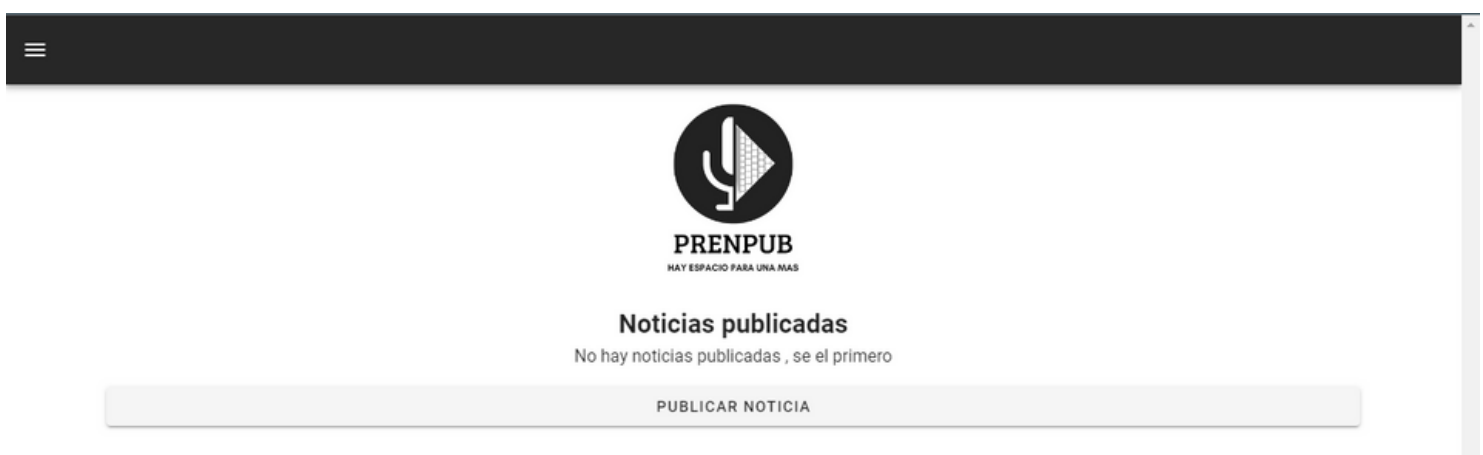 PRENPUB
HAY ESPACIO PARA UNA MAS
Noticias publicadas
No hay noticias publicadas , se el primero
PUBLICAR NOTICIA